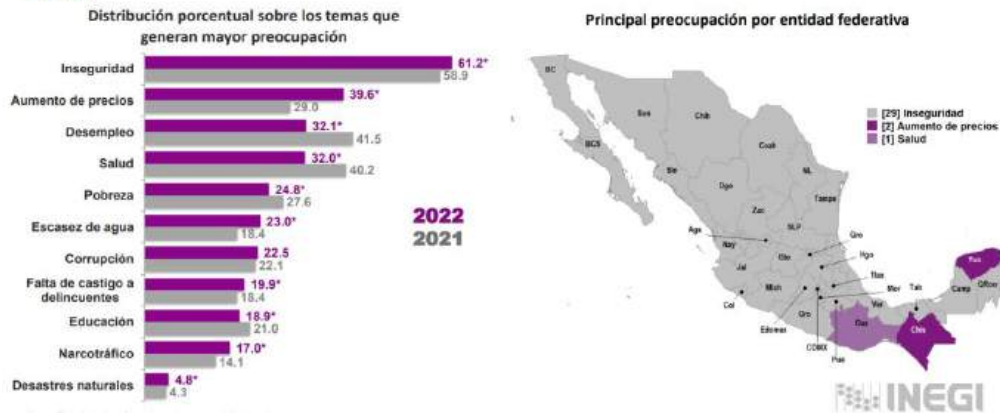 Distribución porcentual sobre los temas que
generan mayor preocupación
Inseguridad
61.2*
58.9
Aumento de precios
39.6*
29.0
Desempleo
32.1*
41.5
Salud
32.0*
40.2
Pobreza
24.8*
27.6
Escasez de agua
23.0*
18.4
Corrupción
22.5
22.1
Falta de castigo a
delincuentes
19.9*
18.4
Educación
18.9*
21.0
Narcotráfico
17.0*
14.1
Desastres naturales
4.8*
4.3
2022
2021
Principal preocupación por entidad federativa
[29] Inseguridad
[2] Aumento de precios
[1] Salud
BC
Son
Chih
BCS
Coah
Sin
NL
Dgo
Tamps
Zac
SLP
Ags
Nay
Gto
Qro
Hgo
Jal
Tlax
Mich
Mor
Tab
Yuc
Camp
QRoo
Col
Ver
Edomex
Gro
Oax
Chis
CDMX
Pue
INEGI